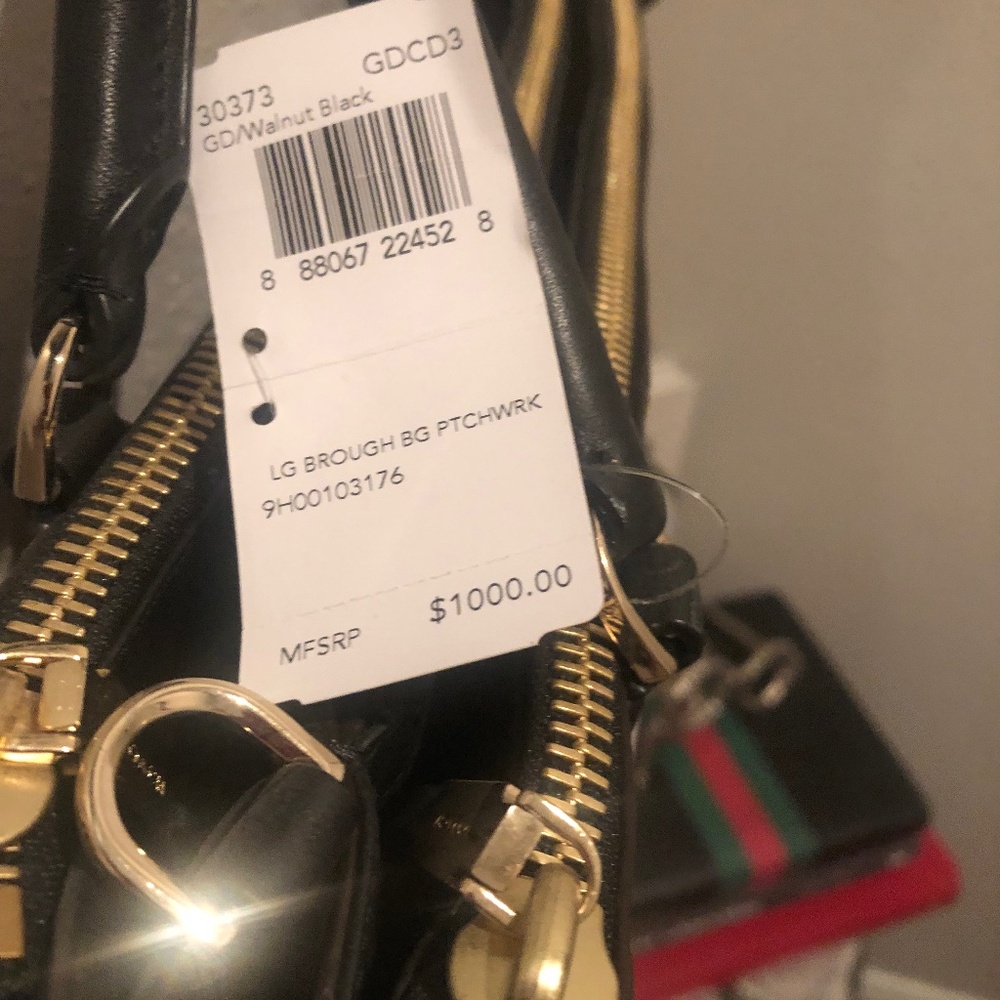 GDCD3
30373
GD/Walnut Black
8 88067 22452 8
LG BROUGH BG PTCHWRK
9H00103176
$1000.00
MFSRP